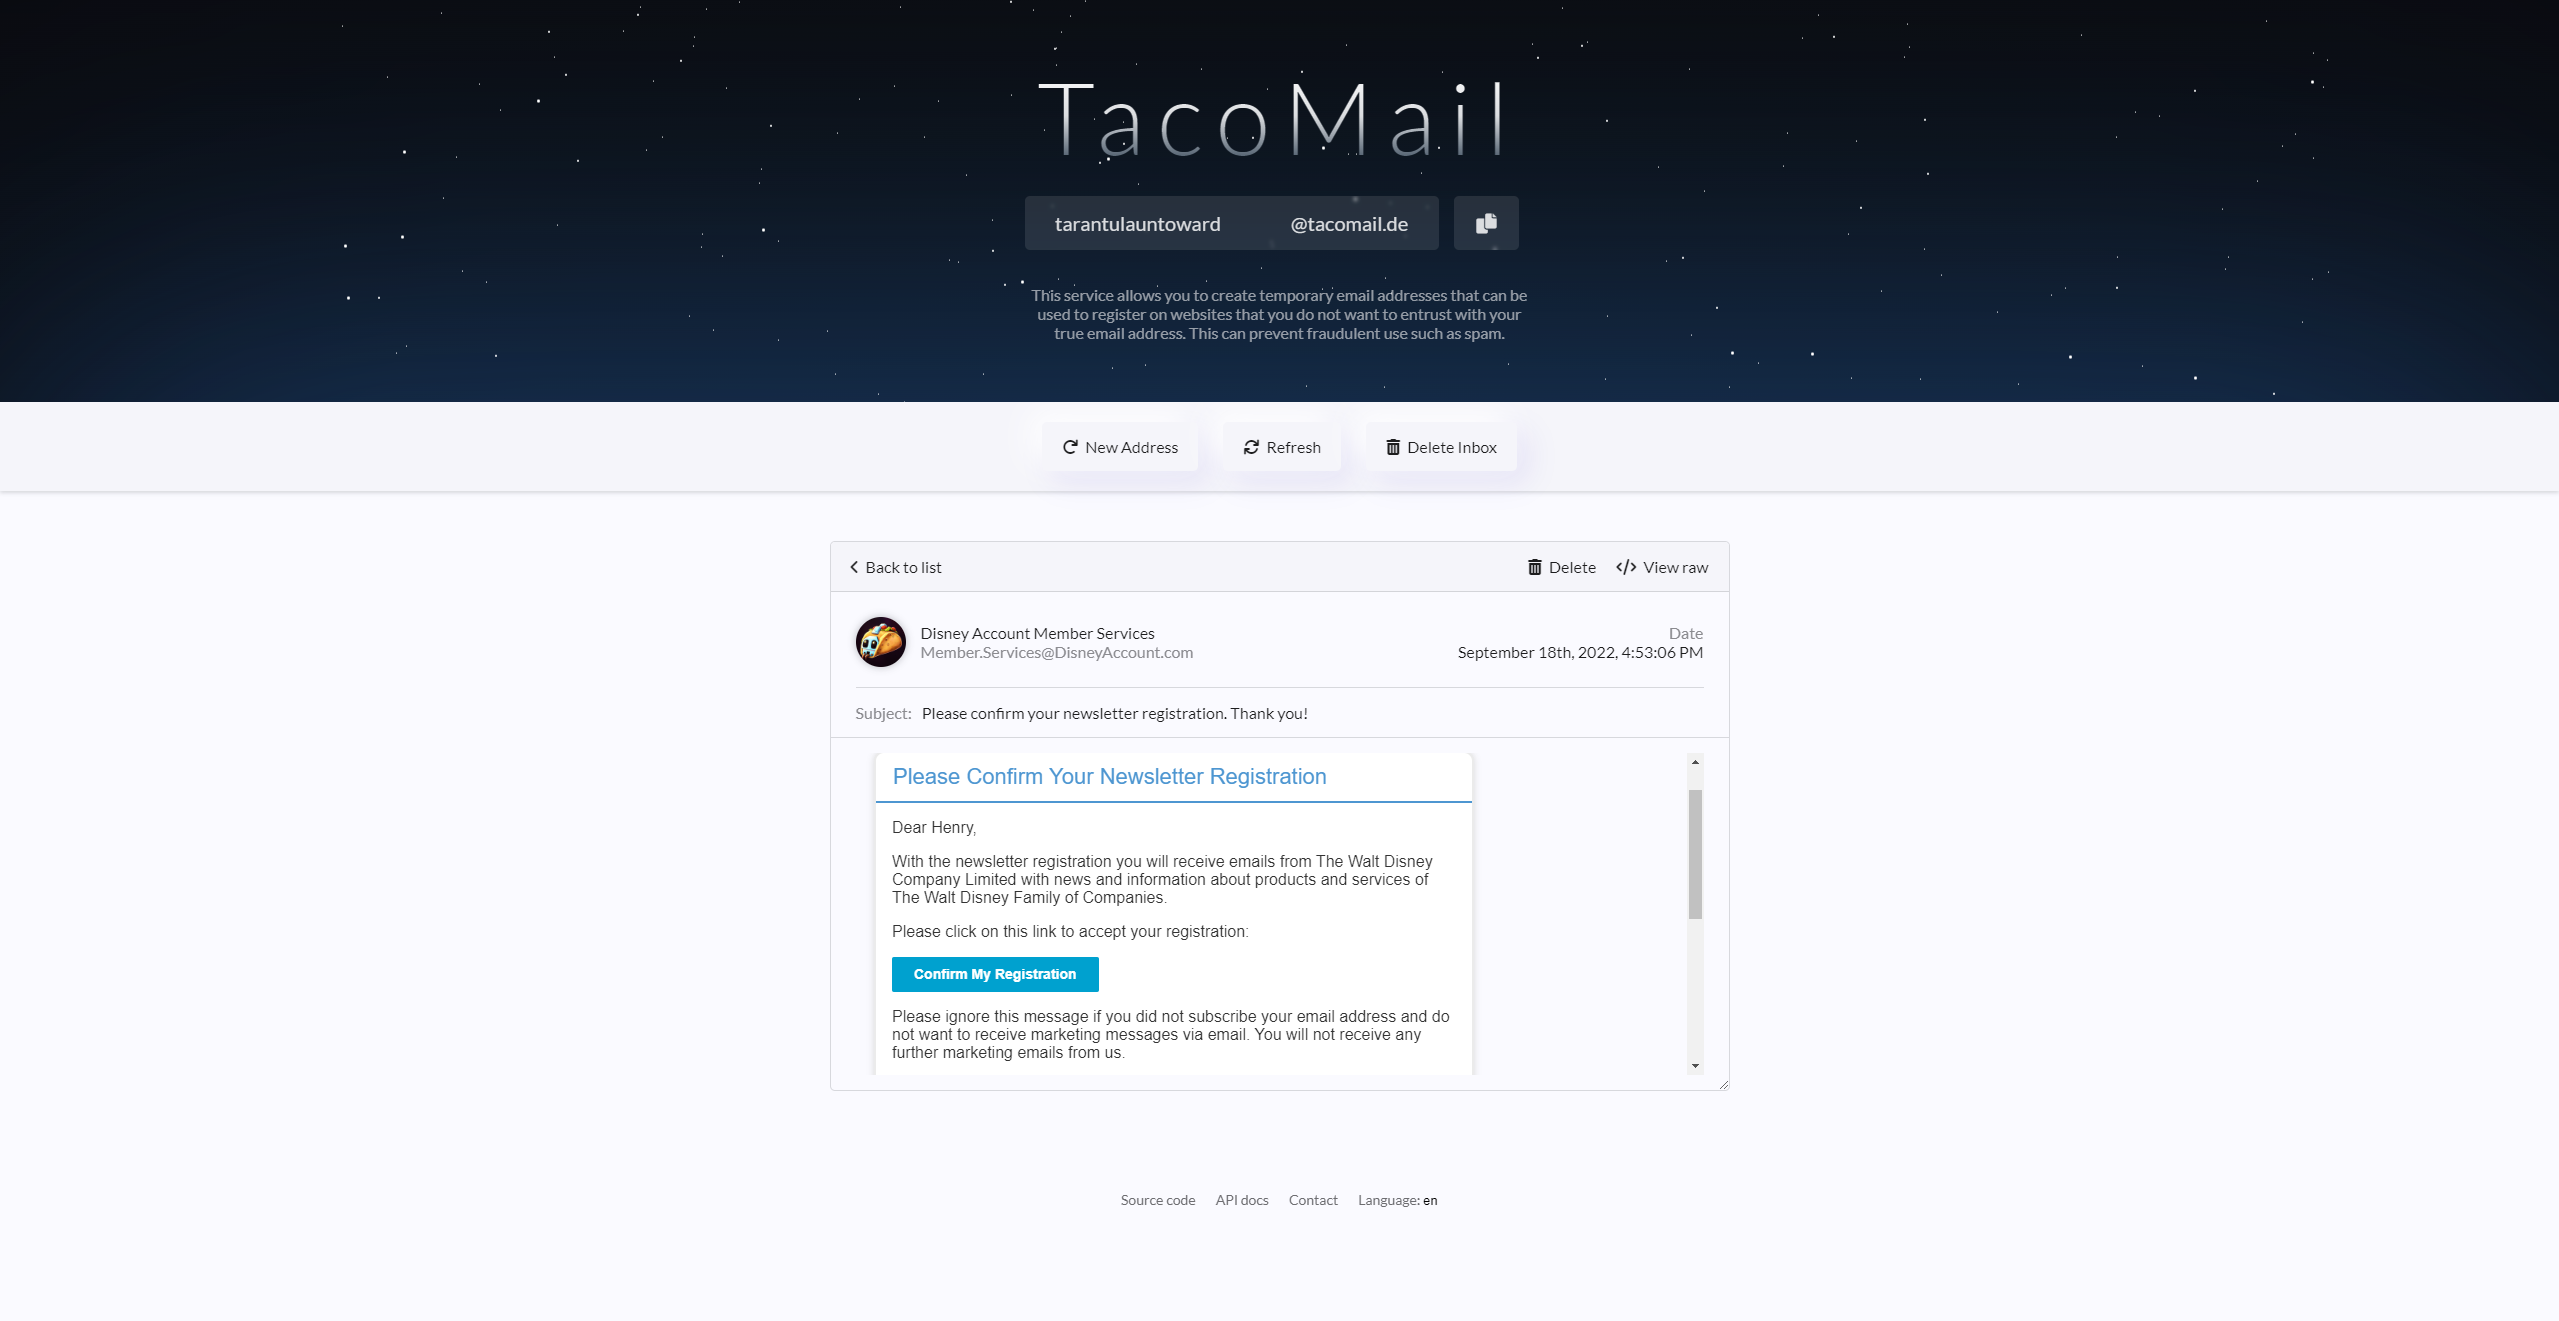 TacoMail
tarantulauntoward @tacomail.de
This service allows you to create temporary email addresses that can be
used to register on websites that you do not want to entrust with your
true email address. This can prevent fraudulent use such as spam.
New Address Refresh Delete Inbox
Back to list Delete View raw
Disney Account Member Services Date
Member.Services@DisneyAccount.com September 18th, 2022, 4:53:06 PM
Subject: Please confirm your newsletter registration. Thank you!
Please Confirm Your Newsletter Registration
Dear Henry,
With the newsletter registration you will receive emails from The Walt Disney
Company Limited with news and information about products and services of
The Walt Disney Family of Companies.
Please click on this link to accept your registration:
Confirm My Registration
Please ignore this message if you did not subscribe your email address and do
not want to receive marketing messages via email. You will not receive any
further marketing emails from us.
Source code API docs Contact Language: en